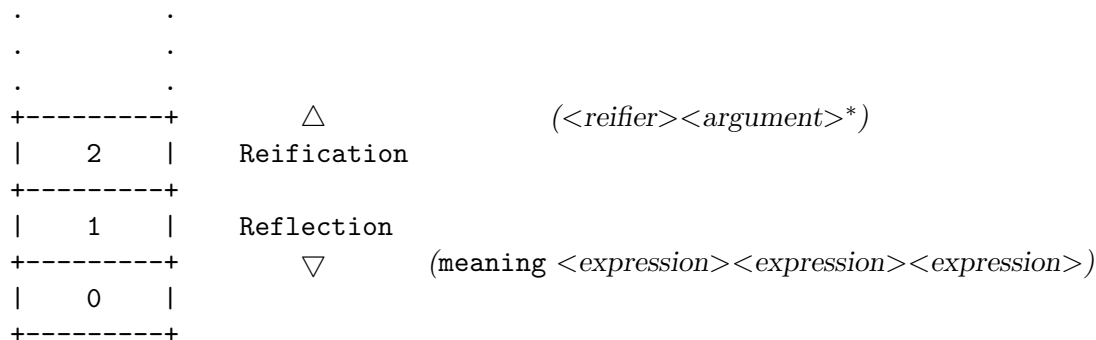 .         .
.         .
.         .
+---------+ △ (<reifier><argument>*)
|    2    | Reification
+---------+
|    1    | Reflection
+---------+ ▽ (meaning <expression><expression><expression>)
|    0    |
+---------+